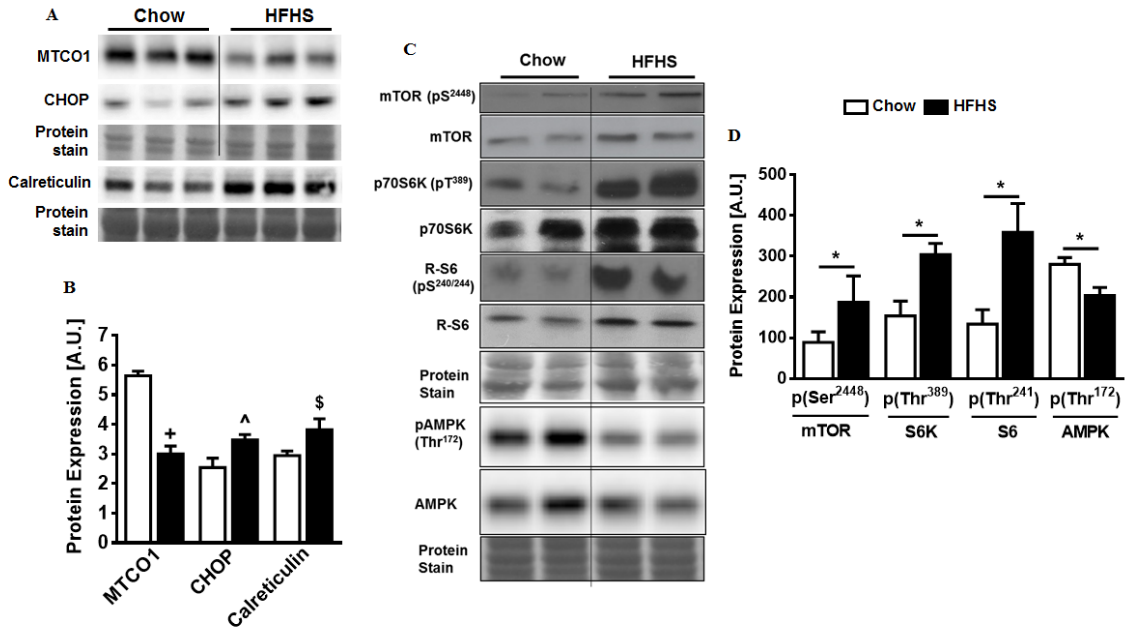 A
Chow HFHS
MTCO1
CHOP
Protein
stain
Calreticulin
Protein
stain
B
Protein Expression [A.U.]
7
6
5
4
3
2
1
0
+
^
$
MTCO1
CHOP
Calreticulin
C
Chow HFHS
mTOR (pS2448)
mTOR
p70S6K (pT389)
p70S6K
R-S6
(pS240/244)
R-S6
Protein
Stain
pAMPK
(Thr172)
AMPK
Protein
Stain
D
Chow HFHS
Protein Expression [A.U.]
500
400
300
200
100
0
* * * *
p(Ser2448) p(Thr389) p(Thr241) p(Thr172)
mTOR S6K S6 AMPK